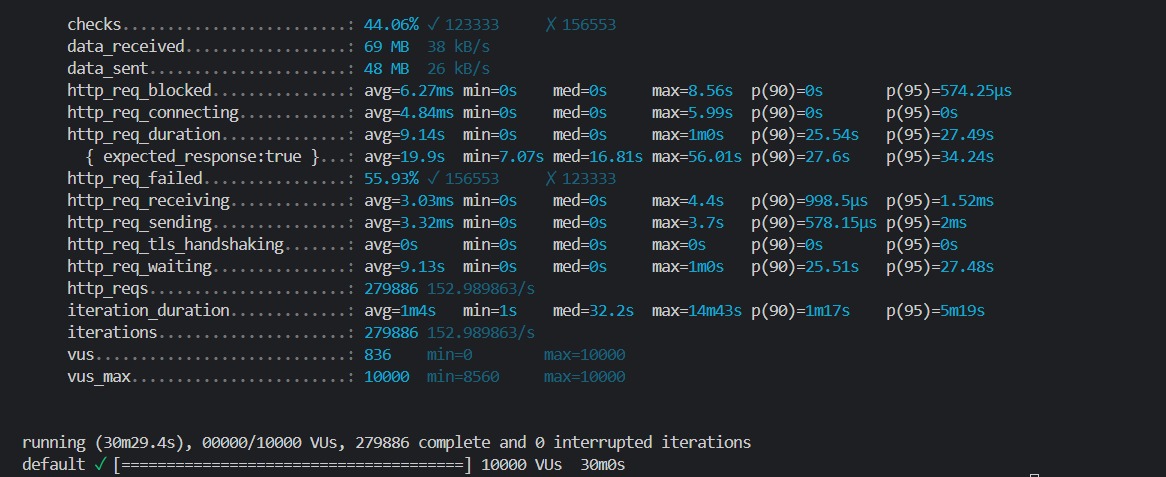 checks.........................: 44.06% ✓ 123333 ✗ 156553
data_received..................: 69 MB 38 kB/s
data_sent......................: 48 MB 26 kB/s
http_req_blocked...............: avg=6.27ms min=0s med=0s max=8.56s p(90)=0s p(95)=574.25µs
http_req_connecting............: avg=4.84ms min=0s med=0s max=5.99s p(90)=0s p(95)=0s
http_req_duration..............: avg=9.14s min=0s med=0s max=1m0s p(90)=25.54s p(95)=27.49s
{ expected_response:true }...: avg=19.9s min=7.07s med=16.81s max=56.01s p(90)=27.6s p(95)=34.24s
http_req_failed................: 55.93% ✓ 156553 ✗ 123333
http_req_receiving.............: avg=3.03ms min=0s med=0s max=4.4s p(90)=998.5µs p(95)=1.52ms
http_req_sending...............: avg=3.32ms min=0s med=0s max=3.7s p(90)=578.15µs p(95)=2ms
http_req_tls_handshaking.......: avg=0s min=0s med=0s max=0s p(90)=0s p(95)=0s
http_req_waiting...............: avg=9.13s min=0s med=0s max=1m0s p(90)=25.51s p(95)=27.48s
http_reqs......................: 279886 152.989863/s
iteration_duration.............: avg=1m4s min=1s med=32.2s max=14m43s p(90)=1m17s p(95)=5m19s
iterations.....................: 279886 152.989863/s
vus............................: 836 min=0 max=10000
vus_max........................: 10000 min=8560 max=10000
running (30m29.4s), 00000/10000 VUs, 279886 complete and 0 interrupted iterations
default ✓ [======================================] 10000 VUs 30m0s